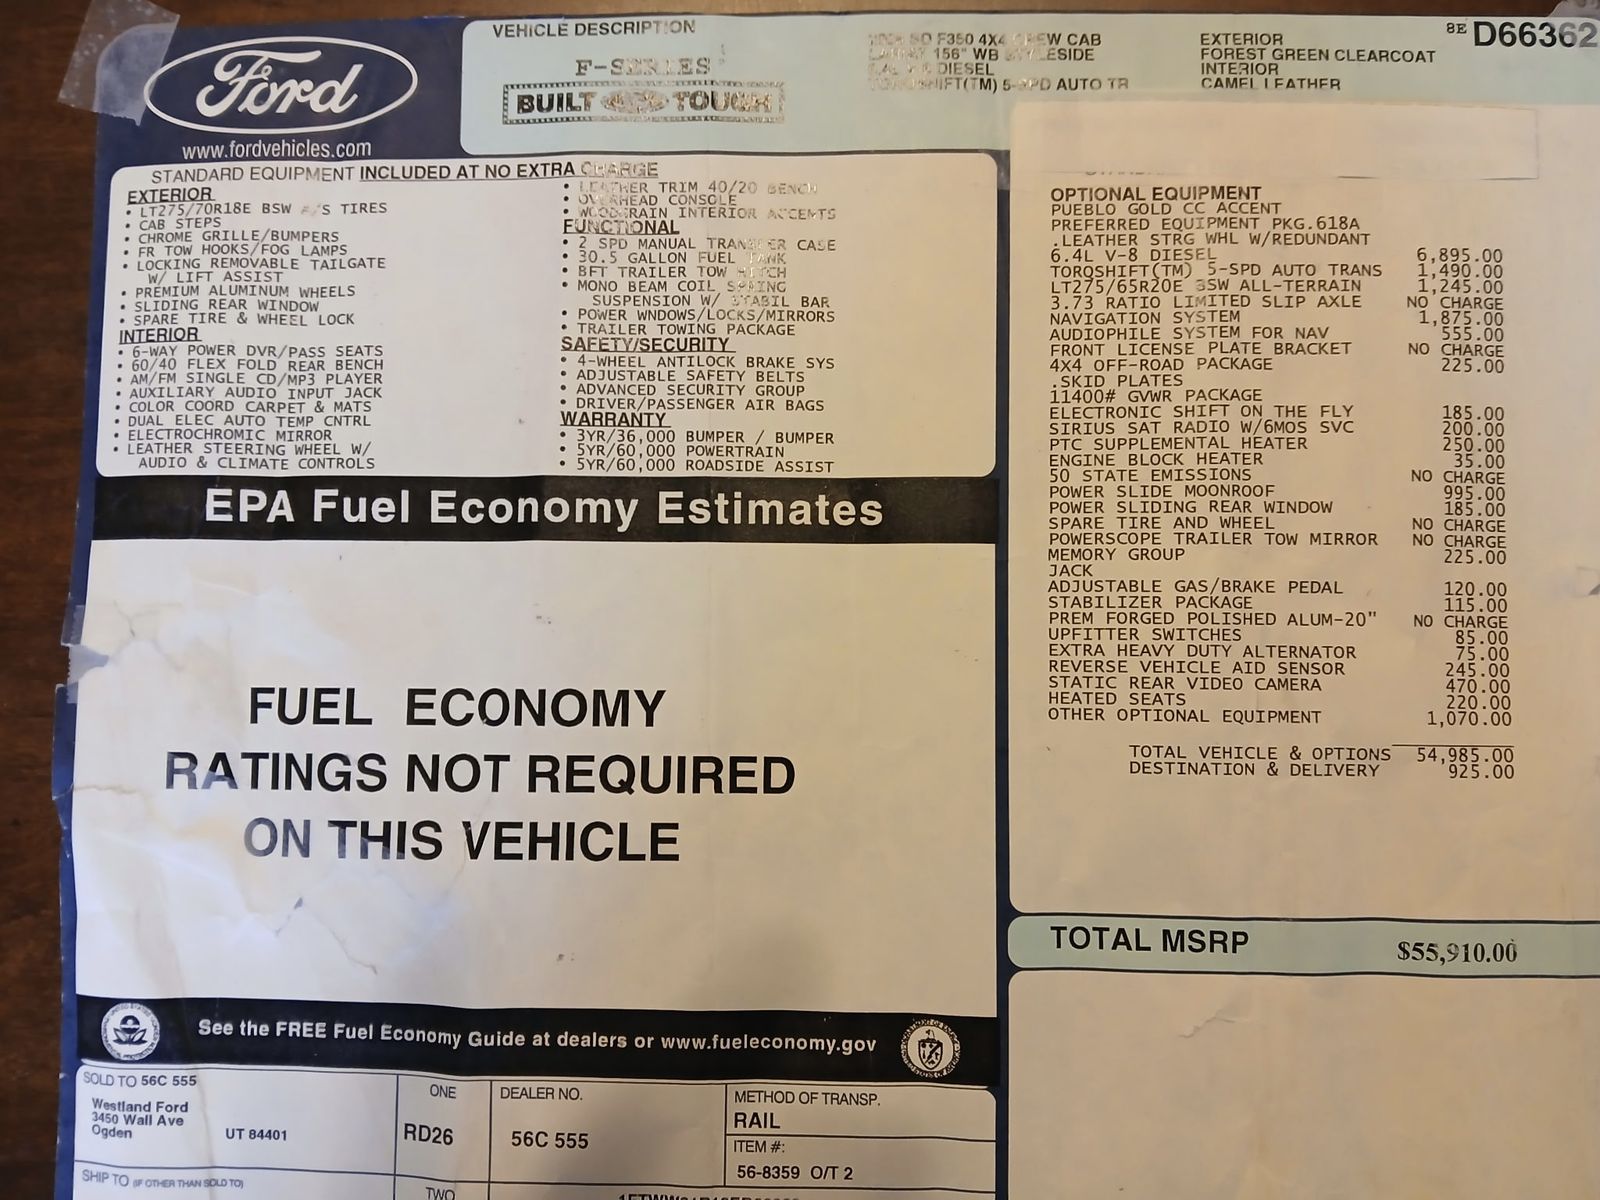 Ford
www.fordvehicles.com
VEHICLE DESCRIPTION
F-SERIES
BUILT TOUGH
F350 4X4 CREW CAB
156" WB STYLESIDE
DIESEL
TORQSHIFT(TM) 5-SPD AUTO TR
EXTERIOR
FOREST GREEN CLEARCOAT
INTERIOR
CAMEL LEATHER
8E D66362
STANDARD EQUIPMENT INCLUDED AT NO EXTRA CHARGE
EXTERIOR
• LT275/70R18E BSW A/S TIRES
• CAB STEPS
• CHROME GRILLE/BUMPERS
• FR TOW HOOKS/FOG LAMPS
• LOCKING REMOVABLE TAILGATE
W/ LIFT ASSIST
• PREMIUM ALUMINUM WHEELS
• SLIDING REAR WINDOW
• SPARE TIRE & WHEEL LOCK
INTERIOR
• 6-WAY POWER DVR/PASS SEATS
• 60/40 FLEX FOLD REAR BENCH
• AM/FM SINGLE CD/MP3 PLAYER
• AUXILIARY AUDIO INPUT JACK
• COLOR COORD CARPET & MATS
• DUAL ELEC AUTO TEMP CNTRL
• ELECTROCHROMIC MIRROR
• LEATHER STEERING WHEEL W/
AUDIO & CLIMATE CONTROLS
• LEATHER TRIM 40/20 BENCH
• OVERHEAD CONSOLE
• WOODGRAIN INTERIOR ACCENTS
FUNCTIONAL
• 2 SPD MANUAL TRANSFER CASE
• 30.5 GALLON FUEL TANK
• BFT TRAILER TOW HITCH
• MONO BEAM COIL SPRING
SUSPENSION W/ STABIL BAR
• POWER WNDOWS/LOCKS/MIRRORS
• TRAILER TOWING PACKAGE
SAFETY/SECURITY
• 4-WHEEL ANTILOCK BRAKE SYS
• ADJUSTABLE SAFETY BELTS
• ADVANCED SECURITY GROUP
• DRIVER/PASSENGER AIR BAGS
WARRANTY
• 3YR/36,000 BUMPER / BUMPER
• 5YR/60,000 POWERTRAIN
• 5YR/60,000 ROADSIDE ASSIST
EPA Fuel Economy Estimates
FUEL ECONOMY
RATINGS NOT REQUIRED
ON THIS VEHICLE
See the FREE Fuel Economy Guide at dealers or www.fueleconomy.gov
SOLD TO 56C 555
Westland Ford
3450 Wall Ave
Ogden UT 84401
SHIP TO (IF OTHER THAN SOLD TO)
ONE
RD26
TWO
DEALER NO.
56C 555
METHOD OF TRANSP.
RAIL
ITEM #:
56-8359 O/T 2
OPTIONAL EQUIPMENT
PUEBLO GOLD CC ACCENT
PREFERRED EQUIPMENT PKG.618A
.LEATHER STRG WHL W/REDUNDANT
6.4L V-8 DIESEL 6,895.00
TORQSHIFT(TM) 5-SPD AUTO TRANS 1,490.00
LT275/65R20E BSW ALL-TERRAIN 1,245.00
3.73 RATIO LIMITED SLIP AXLE NO CHARGE
NAVIGATION SYSTEM 1,875.00
AUDIOPHILE SYSTEM FOR NAV 555.00
FRONT LICENSE PLATE BRACKET NO CHARGE
4X4 OFF-ROAD PACKAGE 225.00
.SKID PLATES
11400# GVWR PACKAGE
ELECTRONIC SHIFT ON THE FLY 185.00
SIRIUS SAT RADIO W/6MOS SVC 200.00
PTC SUPPLEMENTAL HEATER 250.00
ENGINE BLOCK HEATER 35.00
50 STATE EMISSIONS NO CHARGE
POWER SLIDE MOONROOF 995.00
POWER SLIDING REAR WINDOW 185.00
SPARE TIRE AND WHEEL NO CHARGE
POWERSCOPE TRAILER TOW MIRROR NO CHARGE
MEMORY GROUP 225.00
JACK
ADJUSTABLE GAS/BRAKE PEDAL 120.00
STABILIZER PACKAGE 115.00
PREM FORGED POLISHED ALUM-20" NO CHARGE
UPFITTER SWITCHES 85.00
EXTRA HEAVY DUTY ALTERNATOR 75.00
REVERSE VEHICLE AID SENSOR 245.00
STATIC REAR VIDEO CAMERA 470.00
HEATED SEATS 220.00
OTHER OPTIONAL EQUIPMENT 1,070.00
TOTAL VEHICLE & OPTIONS 54,985.00
DESTINATION & DELIVERY 925.00
TOTAL MSRP $55,910.00